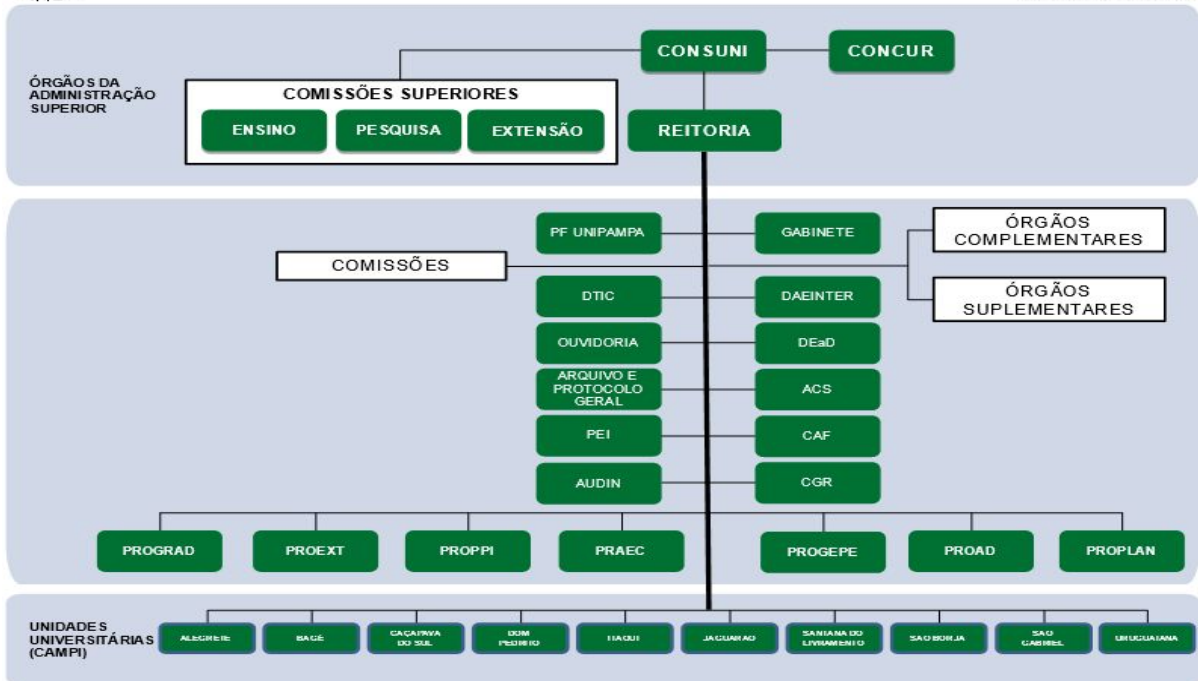 CONSUNI
CONCUR
ÓRGÃOS DA
ADMINISTRAÇÃO
SUPERIOR
COMISSÕES SUPERIORES
ENSINO
PESQUISA
EXTENSÃO
REITORIA
PF UNIPAMPA
GABINETE
ÓRGÃOS
COMPLEMENTARES
COMISSÕES
DTIC
DAEINTER
ÓRGÃOS
SUPLEMENTARES
OUVIDORIA
DEaD
ARQUIVO E
PROTOCOLO
GERAL
ACS
PEI
CAF
AUDIN
CGR
PROGRAD
PROEXT
PROPPI
PRAEC
PROGEPE
PROAD
PROPLAN
UNIDADES
UNIVERSITÁRIAS
(CAMPI)
ALEGRETE
BAGÉ
CAÇAPAVA
DO SUL
DOM
PEDRITO
ITAQUI
JAGUARÃO
SANTANA DO
LIVRAMENTO
SÃO BORJA
SÃO
GABRIEL
URUGUAIANA